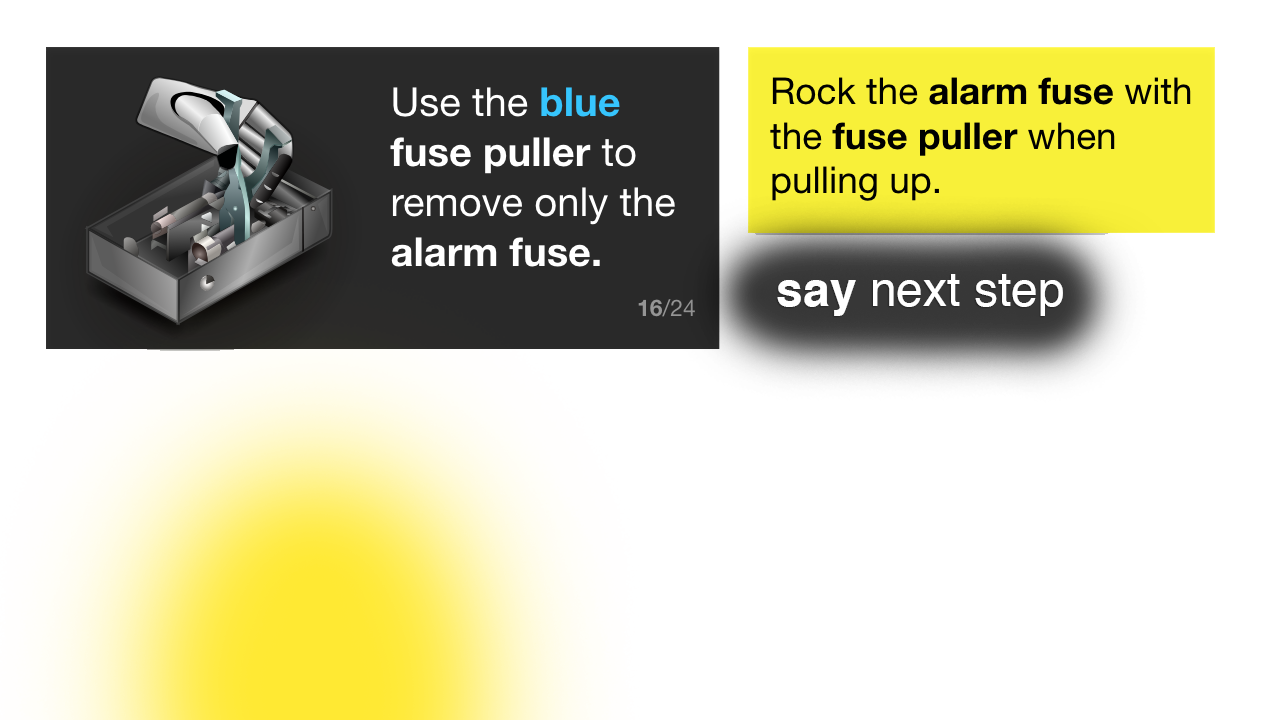 Use the blue
fuse puller to
remove only the
alarm fuse.
16/24
Rock the alarm fuse with
the fuse puller when
pulling up.
say next step